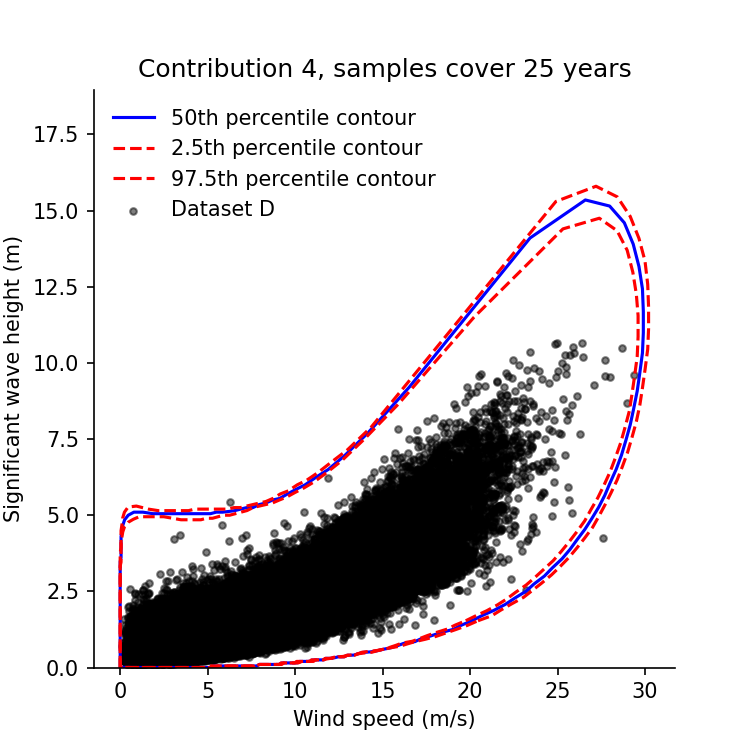 Contribution 4, samples cover 25 years
50th percentile contour
2.5th percentile contour
97.5th percentile contour
Dataset D
17.5
15.0
12.5
10.0
7.5
5.0
2.5
0.0
Significant wave height (m)
0 5 10 15 20 25 30
Wind speed (m/s)